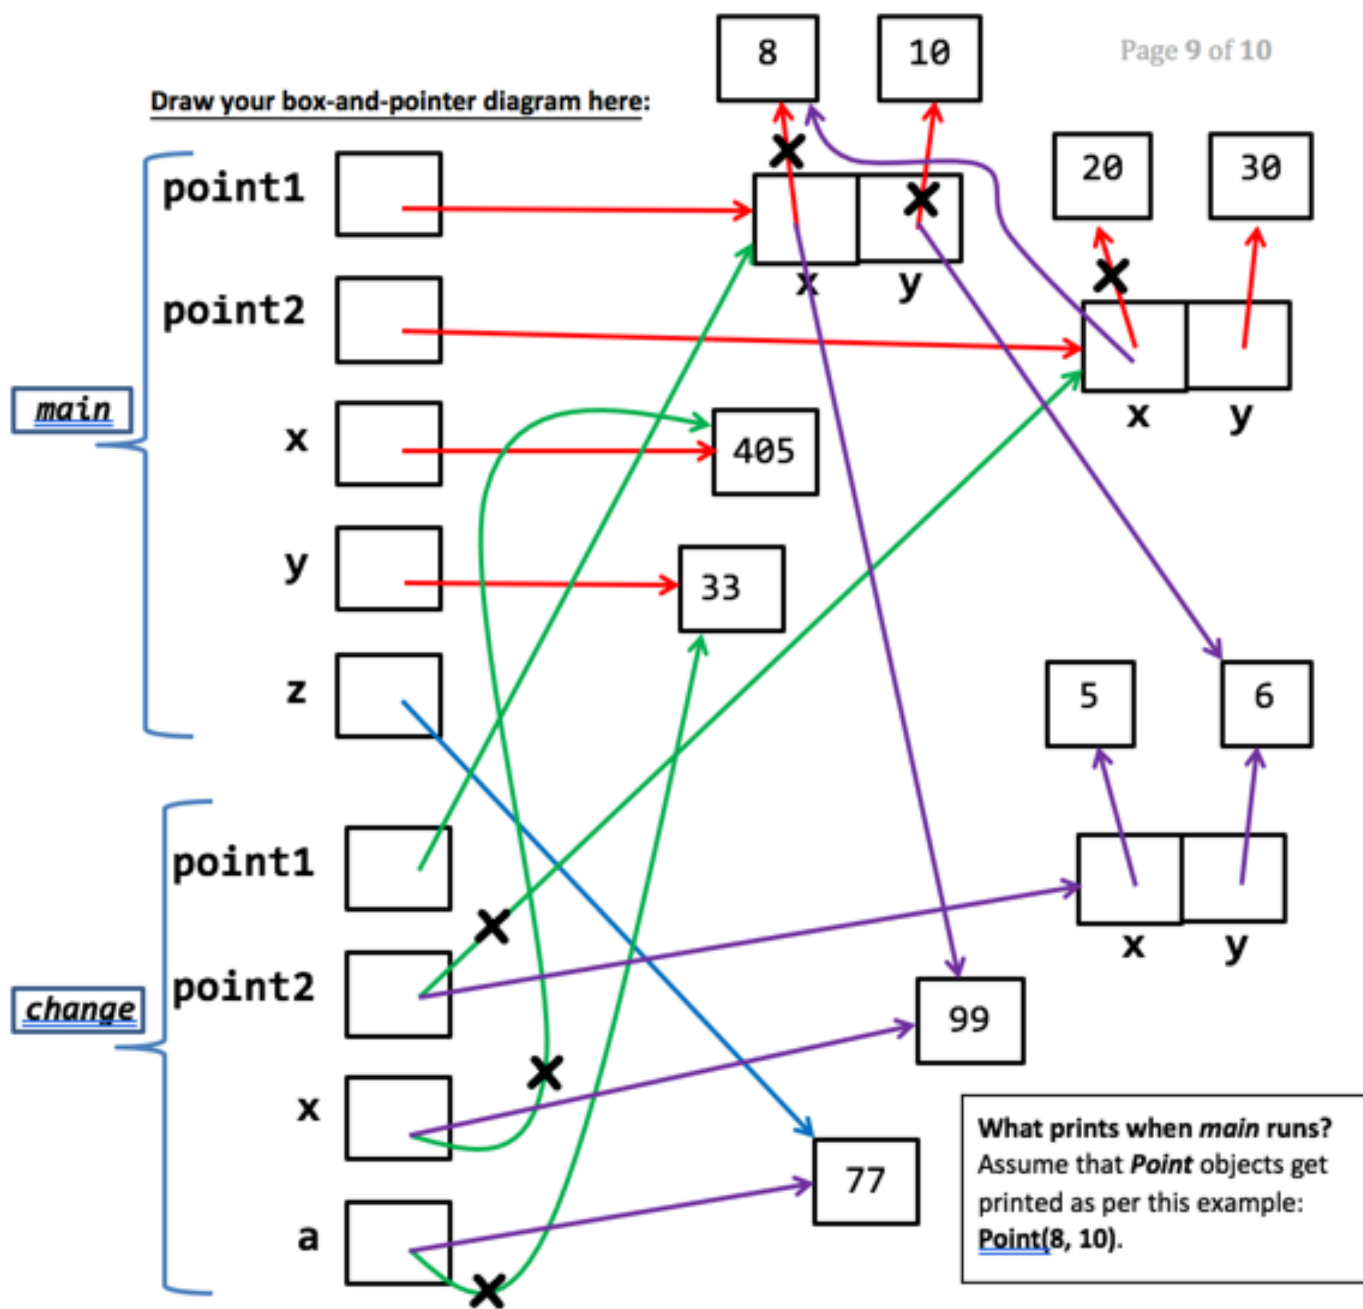 Page 9 of 10
8 10
Draw your box-and-pointer diagram here:
20 30
point1
x y
point2
main
x y
x 405
y 33
z
5 6
point1
x y
point2
change
99
x
What prints when main runs?
Assume that Point objects get
printed as per this example:
Point(8, 10).
77
a